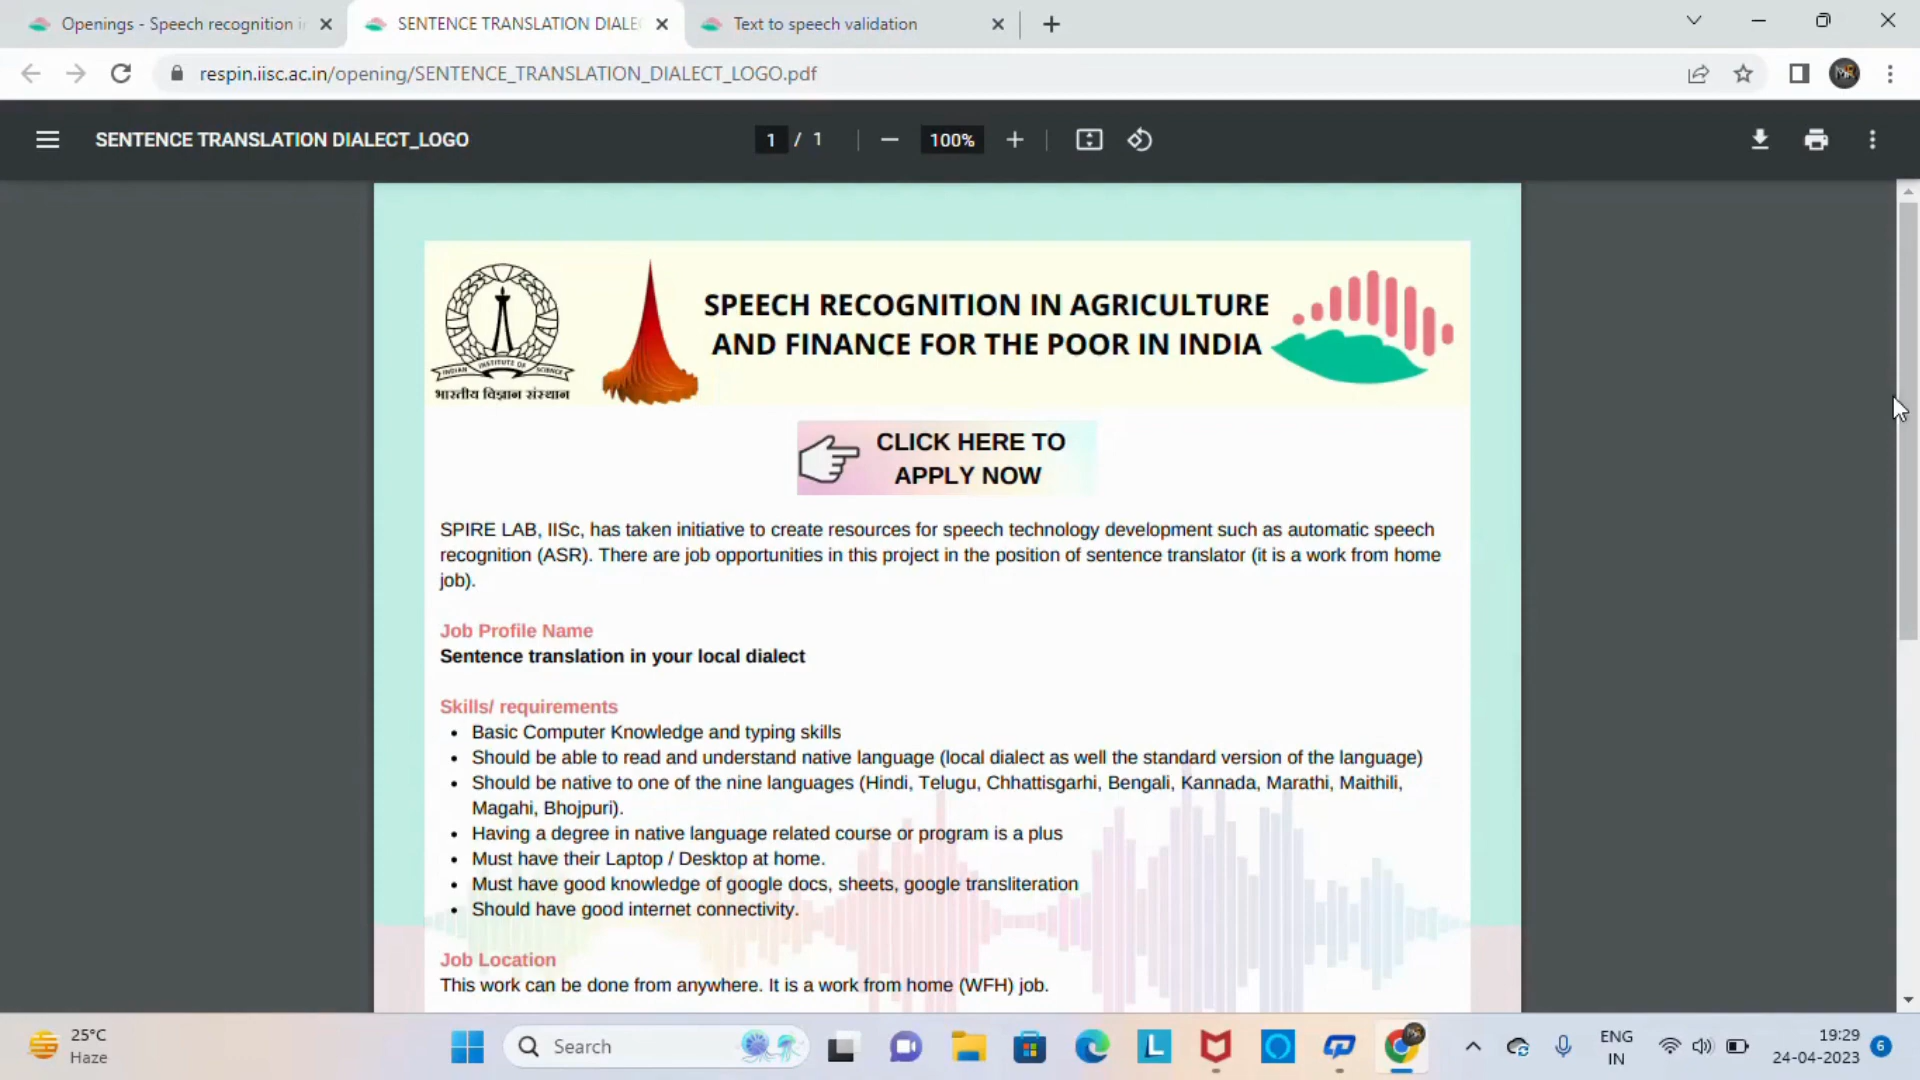 Openings - Speech recognition i
SENTENCE TRANSLATION DIALE
Text to speech validation
respin.iisc.ac.in/opening/SENTENCE_TRANSLATION_DIALECT_LOGO.pdf
SENTENCE TRANSLATION DIALECT_LOGO
1 / 1
100%
INDIAN INSTITUTE OF SCIENCE
भारतीय विज्ञान संस्थान
SPEECH RECOGNITION IN AGRICULTURE
AND FINANCE FOR THE POOR IN INDIA
CLICK HERE TO
APPLY NOW
SPIRE LAB, IISc, has taken initiative to create resources for speech technology development such as automatic speech
recognition (ASR). There are job opportunities in this project in the position of sentence translator (it is a work from home
job).
Job Profile Name
Sentence translation in your local dialect
Skills/ requirements
• Basic Computer Knowledge and typing skills
• Should be able to read and understand native language (local dialect as well the standard version of the language)
• Should be native to one of the nine languages (Hindi, Telugu, Chhattisgarhi, Bengali, Kannada, Marathi, Maithili,
Magahi, Bhojpuri).
• Having a degree in native language related course or program is a plus
• Must have their Laptop / Desktop at home.
• Must have good knowledge of google docs, sheets, google transliteration
• Should have good internet connectivity.
Job Location
This work can be done from anywhere. It is a work from home (WFH) job.
25°C
Haze
Search
L
ENG
IN
19:29
24-04-2023
6